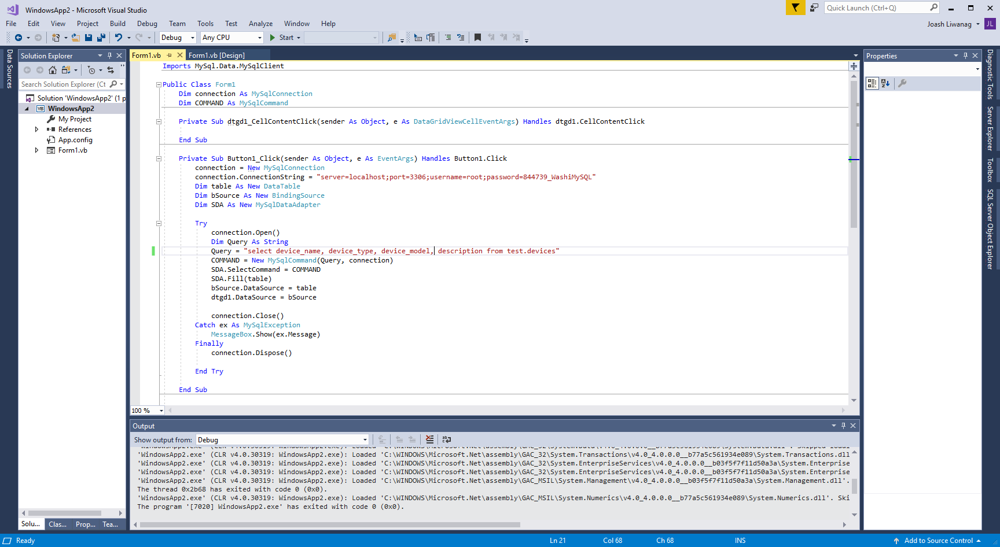 WindowsApp2 - Microsoft Visual Studio
Quick Launch (Ctrl+Q)
File Edit View Project Build Debug Team Tools Test Analyze Window Help
Joash Liwanag JL
Debug Any CPU Start
Data Sources
Solution Explorer
Search Solution Explorer (Ct
Solution 'WindowsApp2' (1 p
VB WindowsApp2
My Project
References
App.config
Form1.vb
Solu... Clas... Prop... Tea...
Form1.vb Form1.vb [Design]
Imports MySql.Data.MySqlClient
Public Class Form1
Dim connection As MySqlConnection
Dim COMMAND As MySqlCommand
Private Sub dtgd1_CellContentClick(sender As Object, e As DataGridViewCellEventArgs) Handles dtgd1.CellContentClick
End Sub
Private Sub Button1_Click(sender As Object, e As EventArgs) Handles Button1.Click
connection = New MySqlConnection
connection.ConnectionString = "server=localhost;port=3306;username=root;password=844739_WashiMySQL"
Dim table As New DataTable
Dim bSource As New BindingSource
Dim SDA As New MySqlDataAdapter
Try
connection.Open()
Dim Query As String
Query = "select device_name, device_type, device_model, description from test.devices"
COMMAND = New MySqlCommand(Query, connection)
SDA.SelectCommand = COMMAND
SDA.Fill(table)
bSource.DataSource = table
dtgd1.DataSource = bSource
connection.Close()
Catch ex As MySqlException
MessageBox.Show(ex.Message)
Finally
connection.Dispose()
End Try
End Sub
100 %
Output
Show output from: Debug
'WindowsApp2.exe' (CLR v4.0.30319: WindowsApp2.exe): Loaded 'C:\WINDOWS\Microsoft.Net\assembly\GAC_32\System.Transactions\v4.0_4.0.0.0__b77a5c561934e089\System.Transactions.dll
'WindowsApp2.exe' (CLR v4.0.30319: WindowsApp2.exe): Loaded 'C:\WINDOWS\Microsoft.Net\assembly\GAC_32\System.EnterpriseServices\v4.0_4.0.0.0__b03f5f7f11d50a3a\System.Enterprise
'WindowsApp2.exe' (CLR v4.0.30319: WindowsApp2.exe): Loaded 'C:\WINDOWS\Microsoft.Net\assembly\GAC_32\System.EnterpriseServices\v4.0_4.0.0.0__b03f5f7f11d50a3a\System.Enterprise
'WindowsApp2.exe' (CLR v4.0.30319: WindowsApp2.exe): Loaded 'C:\WINDOWS\Microsoft.Net\assembly\GAC_MSIL\System.Management\v4.0_4.0.0.0__b03f5f7f11d50a3a\System.Management.dll'.
The thread 0x2b68 has exited with code 0 (0x0).
'WindowsApp2.exe' (CLR v4.0.30319: WindowsApp2.exe): Loaded 'C:\WINDOWS\Microsoft.Net\assembly\GAC_MSIL\System.Numerics\v4.0_4.0.0.0__b77a5c561934e089\System.Numerics.dll'. Ski
The program '[7020] WindowsApp2.exe' has exited with code 0 (0x0).
Properties
Diagnostic Tools
Server Explorer
Toolbox
SQL Server Object Explorer
Ready Ln 21 Col 68 Ch 68 INS Add to Source Control